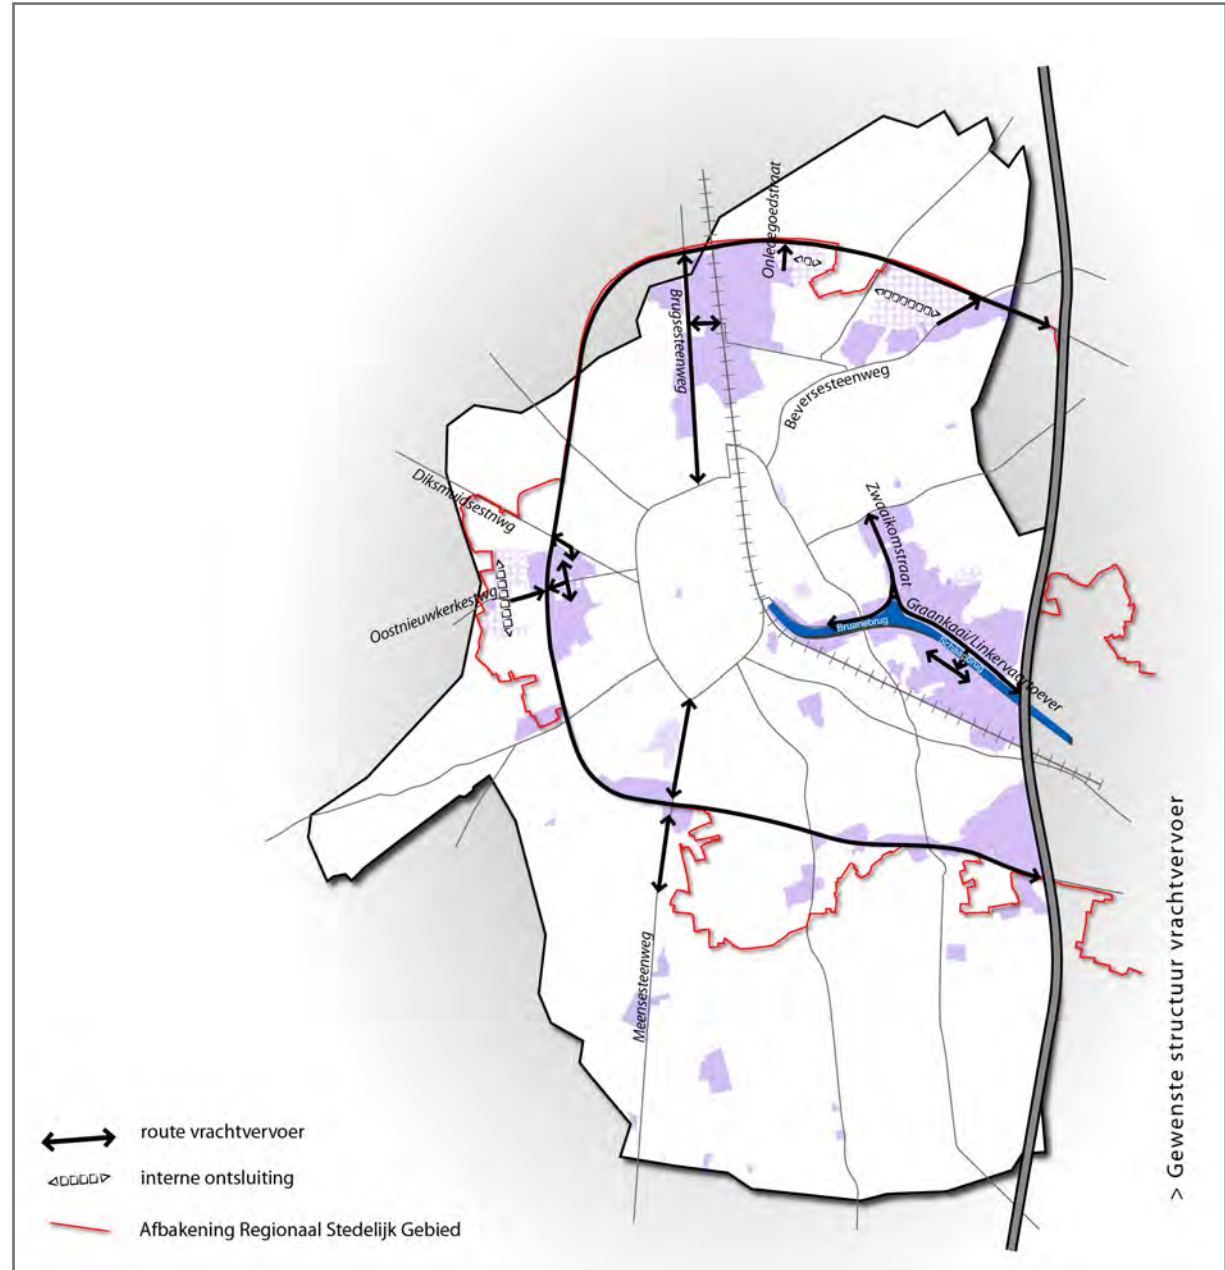 Onledegoedstraat
Brugsesteenweg
Beversesteenweg
Diksmuidsestnwg
Zwaaikomstraat
Oostnieuwkerkestwg
Graankaai/Linkervaartoever
Bruanebrug
Meensesteenweg
> Gewenste structuur vrachtvervoer
route vrachtvervoer
interne ontsluiting
Afbakening Regionaal Stedelijk Gebied